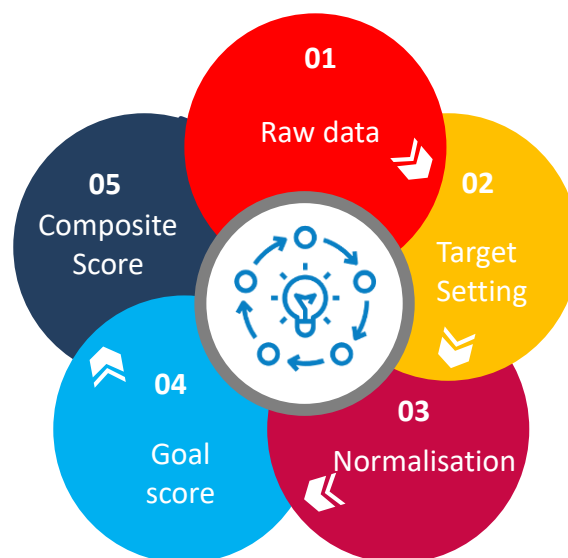 01
Raw data
02
Target
Setting
03
Normalisation
04
Goal
score
05
Composite
Score